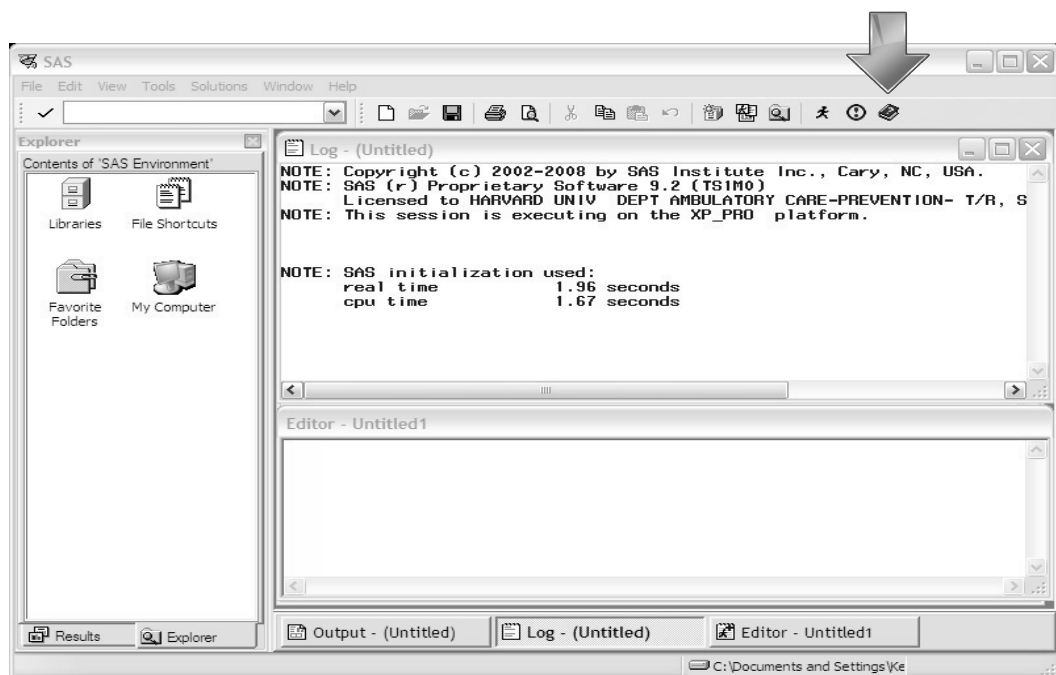 SAS
File Edit View Tools Solutions Window Help
Explorer
Contents of 'SAS Environment'
Libraries
File Shortcuts
Favorite Folders
My Computer
Results
Explorer
Log - (Untitled)
NOTE: Copyright (c) 2002-2008 by SAS Institute Inc., Cary, NC, USA.
NOTE: SAS (r) Proprietary Software 9.2 (TS1M0)
Licensed to HARVARD UNIV DEPT AMBULATORY CARE-PREVENTION- T/R, S
NOTE: This session is executing on the XP_PRO platform.
NOTE: SAS initialization used:
real time 1.96 seconds
cpu time 1.67 seconds
Editor - Untitled1
Output - (Untitled)
Log - (Untitled)
Editor - Untitled1
C:\Documents and Settings\Ke